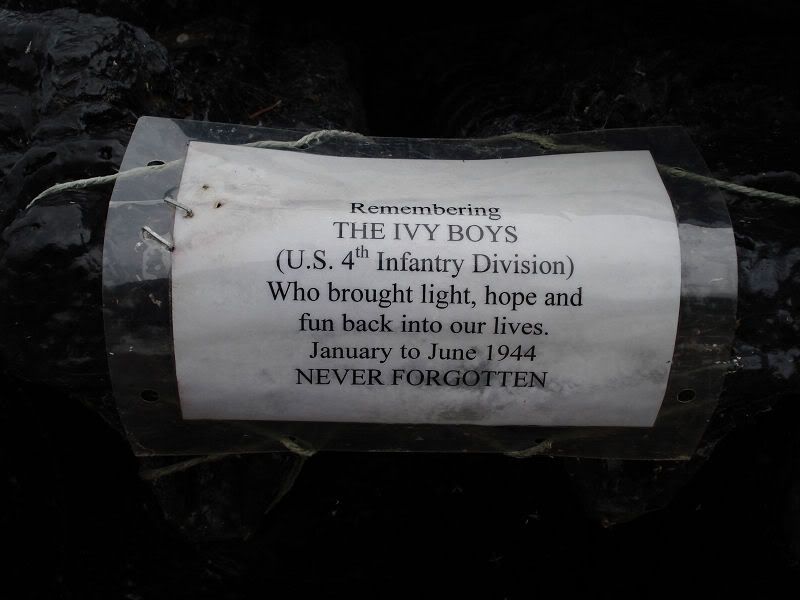 Remembering
THE IVY BOYS
(U.S. 4th Infantry Division)
Who brought light, hope and
fun back into our lives.
January to June 1944
NEVER FORGOTTEN